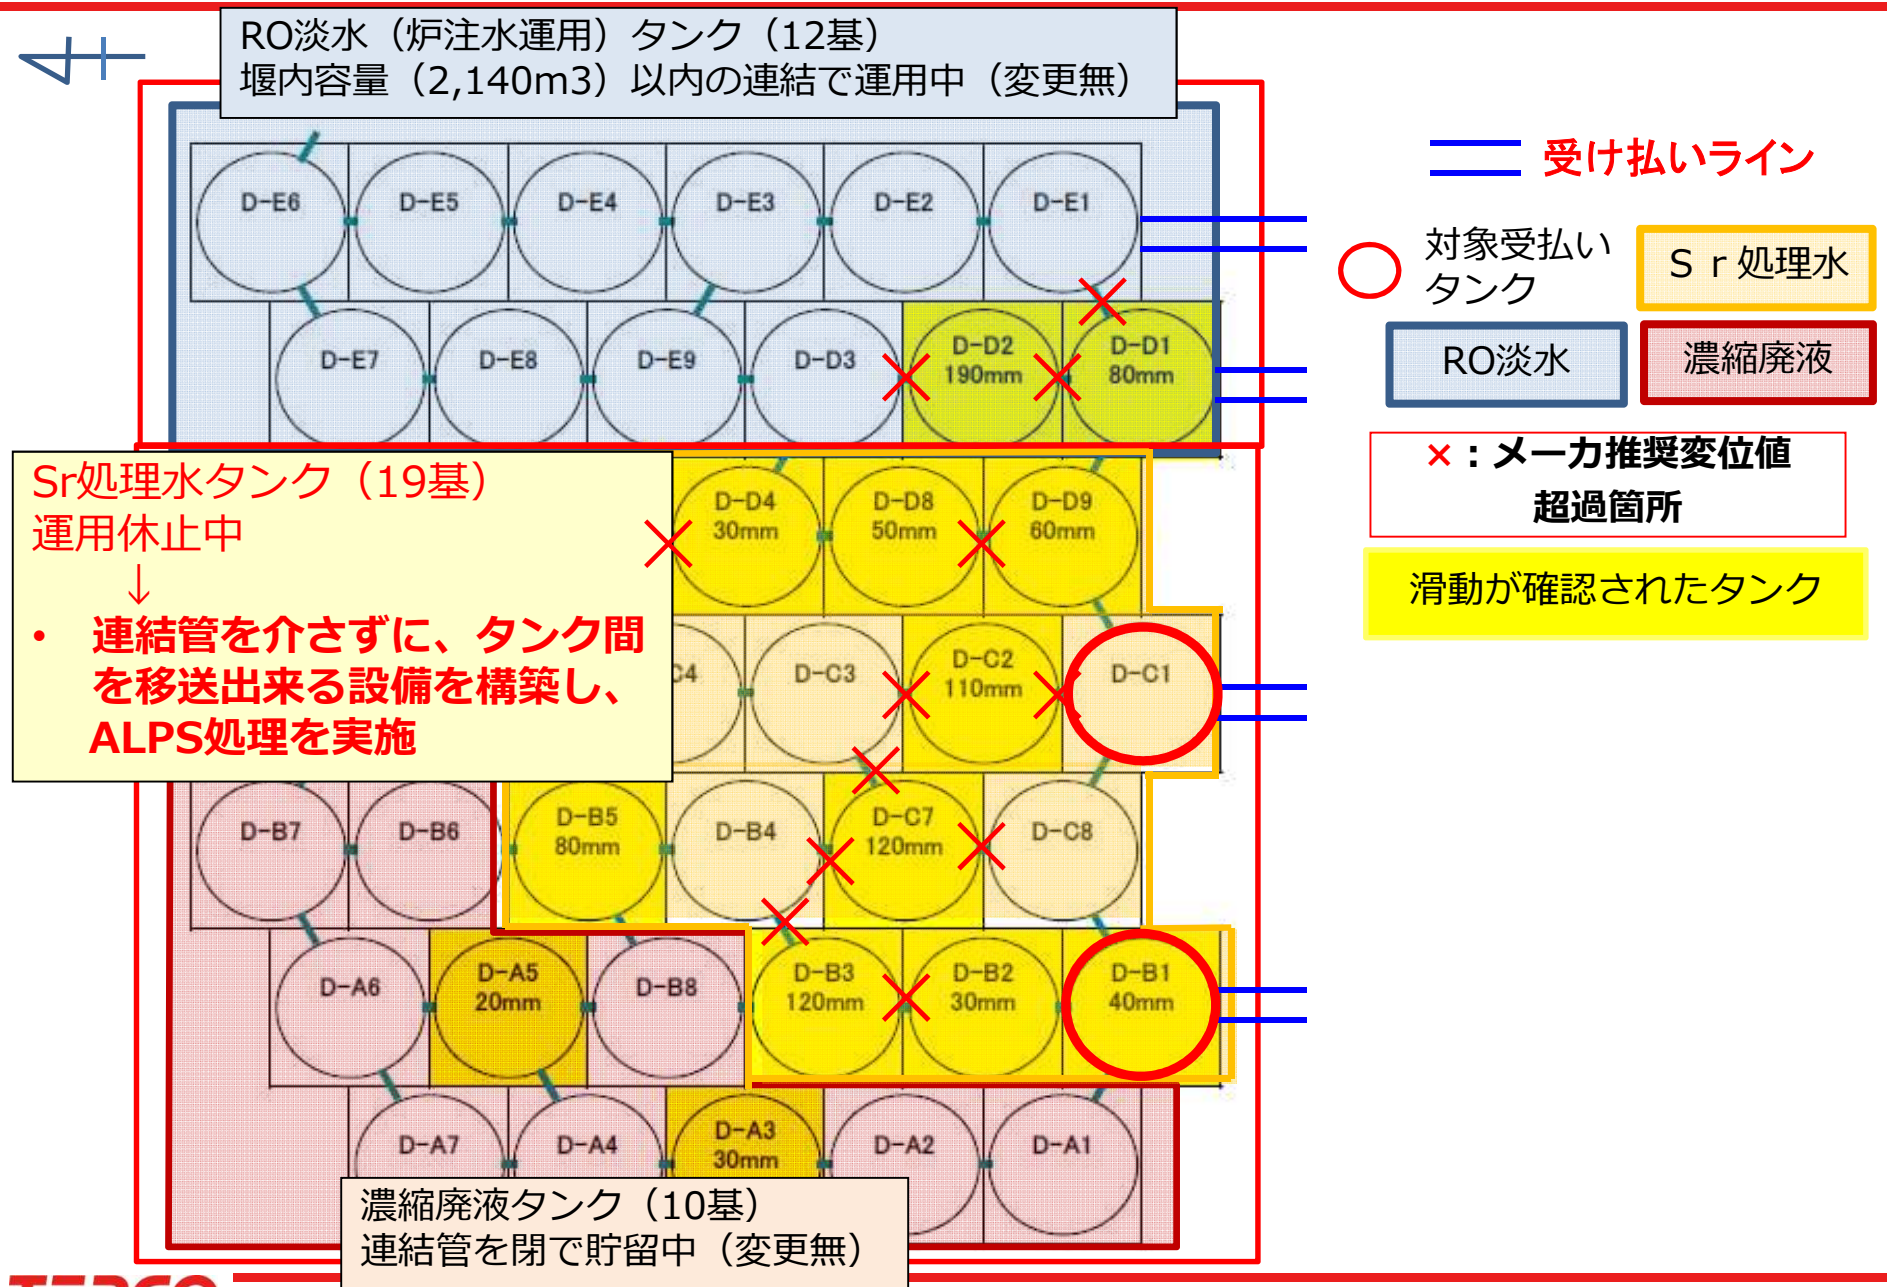 RO淡水（炉注水運用）タンク（12基）
堰内容量（2,140m3）以内の連結で運用中（変更無）
受け払いライン
対象受払い
タンク
Ｓｒ処理水
RO淡水
濃縮廃液
×：メーカ推奨変位値
超過箇所
滑動が確認されたタンク
D-E6 D-E5 D-E4 D-E3 D-E2 D-E1
D-E7 D-E8 D-E9 D-D3 D-D2 D-D1
190mm 80mm
Sr処理水タンク（19基）
運用休止中
↓
• 連結管を介さずに、タンク間
を移送出来る設備を構築し、
ALPS処理を実施
D-D4 D-D8 D-D9
30mm 50mm 60mm
C4 D-C3 D-C2 D-C1
110mm
D-B7 D-B6 D-B5 D-B4 D-C7 D-C8
80mm 120mm
D-A6 D-A5 D-B8 D-B3 D-B2 D-B1
20mm 120mm 30mm 40mm
D-A7 D-A4 D-A3 D-A2 D-A1
30mm
濃縮廃液タンク（10基）
連結管を閉で貯留中（変更無）
TEPCO